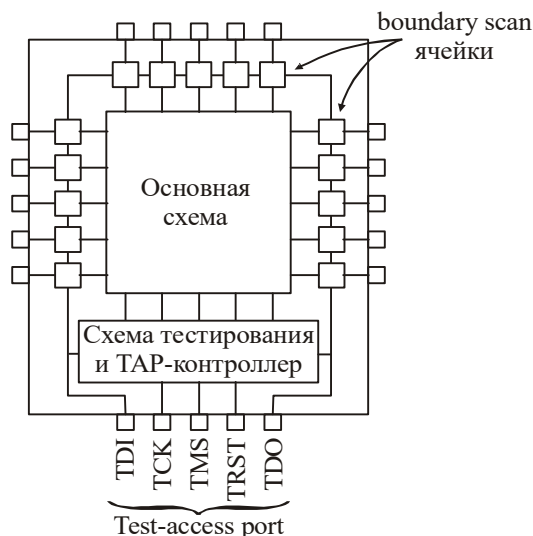 boundary scan
ячейки
Основная
схема
Схема тестирования
и TAP-контроллер
TDI
TCK
TMS
TRST
TDO
Test-access port